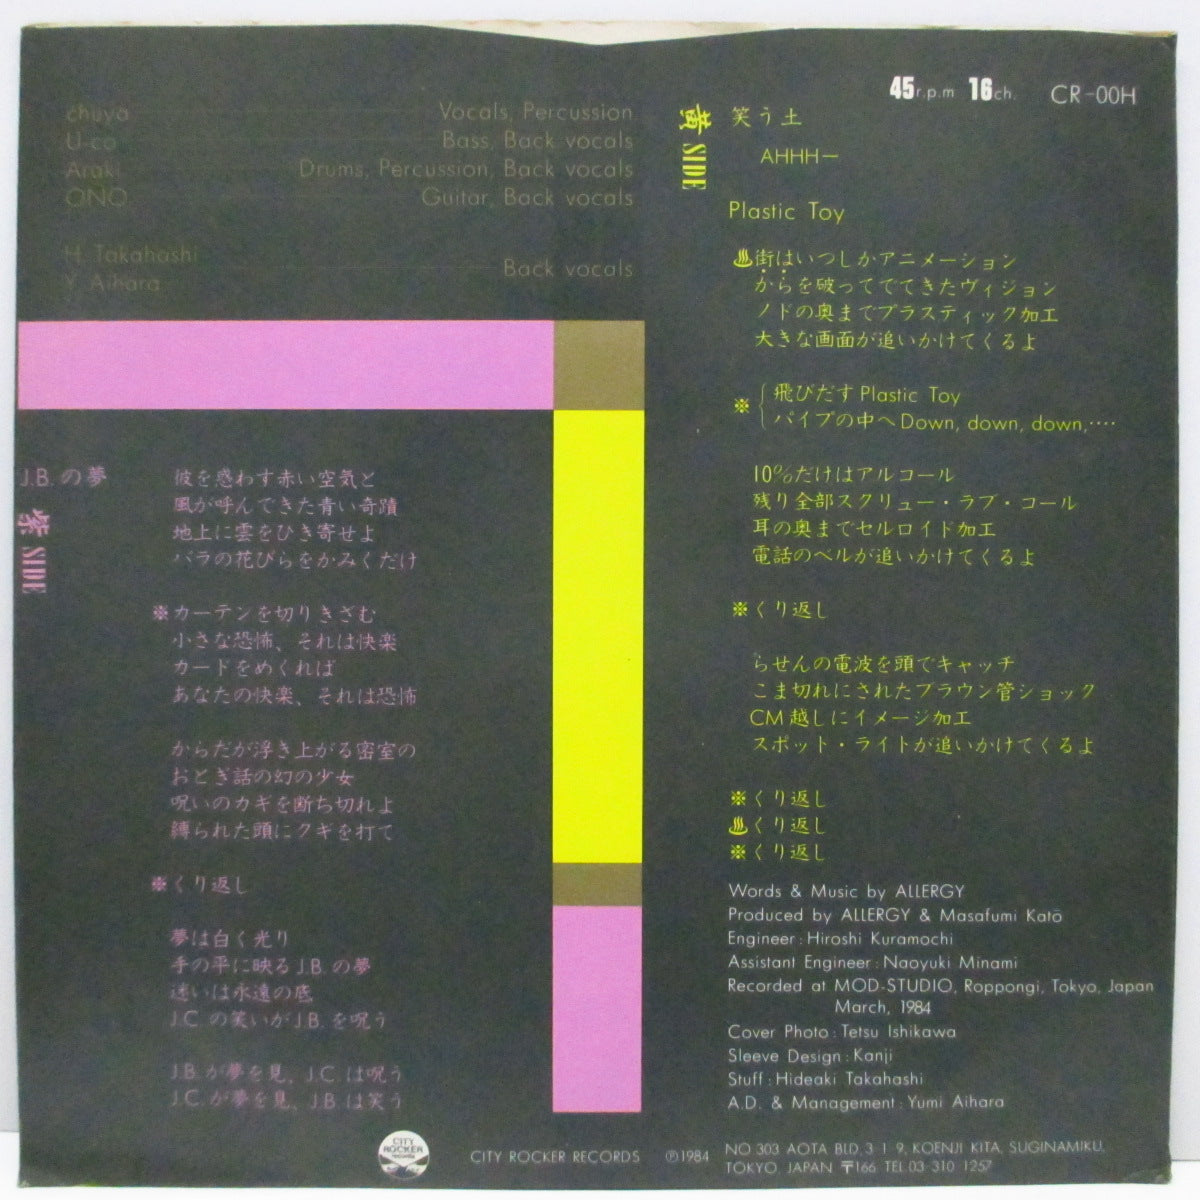 45 r.p.m 16 ch. CR-00H
chuya Vocals, Percussion
U-co Bass, Back vocals
Araki Drums, Percussion, Back vocals
ONO Guitar, Back vocals
H. Takahashi
Y. Aihara
Back vocals
黄 SIDE
笑う土
AHHH—
Plastic Toy
♨街はいつしかアニメーション
からを破ってでてきたヴィジョン
ノドの奥までプラスティック加工
大きな画面が追いかけてくるよ
※ 飛びだす Plastic Toy
パイプの中へ Down, down, down,‥‥
10%だけはアルコール
残り全部スクリュー・ラブ・コール
耳の奥までセルロイド加工
電話のベルが追いかけてくるよ
※くり返し
らせんの電波を頭でキャッチ
こま切れにされたブラウン管ショック
CM越しにイメージ加工
スポット・ライトが追いかけてくるよ
※くり返し
♨くり返し
※くり返し
Words & Music by ALLERGY
Produced by ALLERGY & Masafumi Katō
Engineer : Hiroshi Kuramochi
Assistant Engineer : Naoyuki Minami
Recorded at MOD-STUDIO, Roppongi, Tokyo, Japan
March, 1984
Cover Photo : Tetsu Ishikawa
Sleeve Design : Kanji
Stuff : Hideaki Takahashi
A.D. & Management : Yumi Aihara
紫 SIDE
J.B.の夢
彼を惑わす赤い空気と
風が呼んできた青い奇蹟
地上に雲をひき寄せよ
バラの花びらをかみくだけ
※カーテンを切りきざむ
小さな恐怖、それは快楽
カードをめくれば
あなたの快楽、それは恐怖
からだが浮き上がる密室の
おとぎ話の幻の少女
呪いのカギを断ち切れよ
縛られた頭にクギを打て
※くり返し
夢は白く光り
手の平に映るJ.B.の夢
迷いは永遠の底
J.C.の笑いがJ.B.を呪う
J.B.が夢を見、J.C.は呪う
J.C.が夢を見、J.B.は笑う
CITY ROCKER records
CITY ROCKER RECORDS ℗1984 NO 303 AOTA BLD. 3 1 9, KOENJI KITA, SUGINAMIKU,
TOKYO, JAPAN 〒166 TEL 03-310 1257